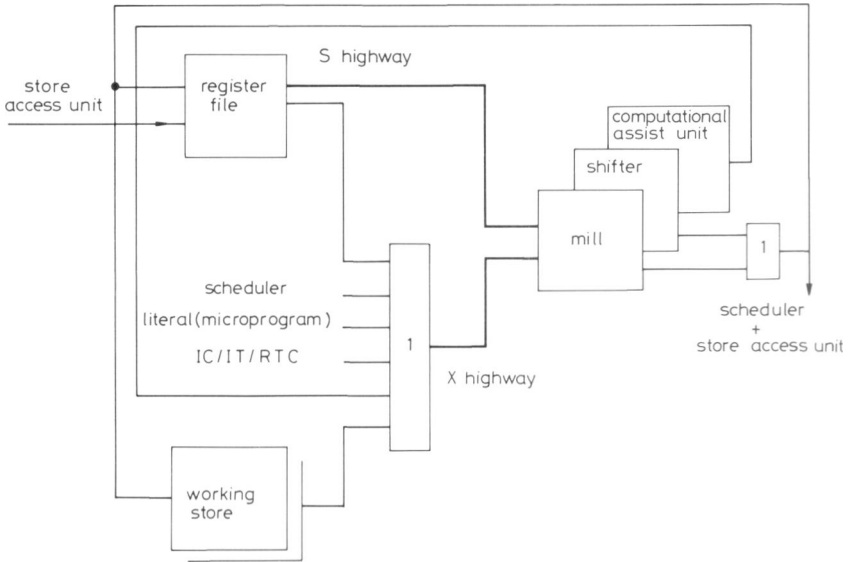 S highway
store
access unit
register
file
computational
assist unit
shifter
mill
1
scheduler
literal(microprogram)
IC/IT/RTC
1
X highway
scheduler
+
store access unit
working
store